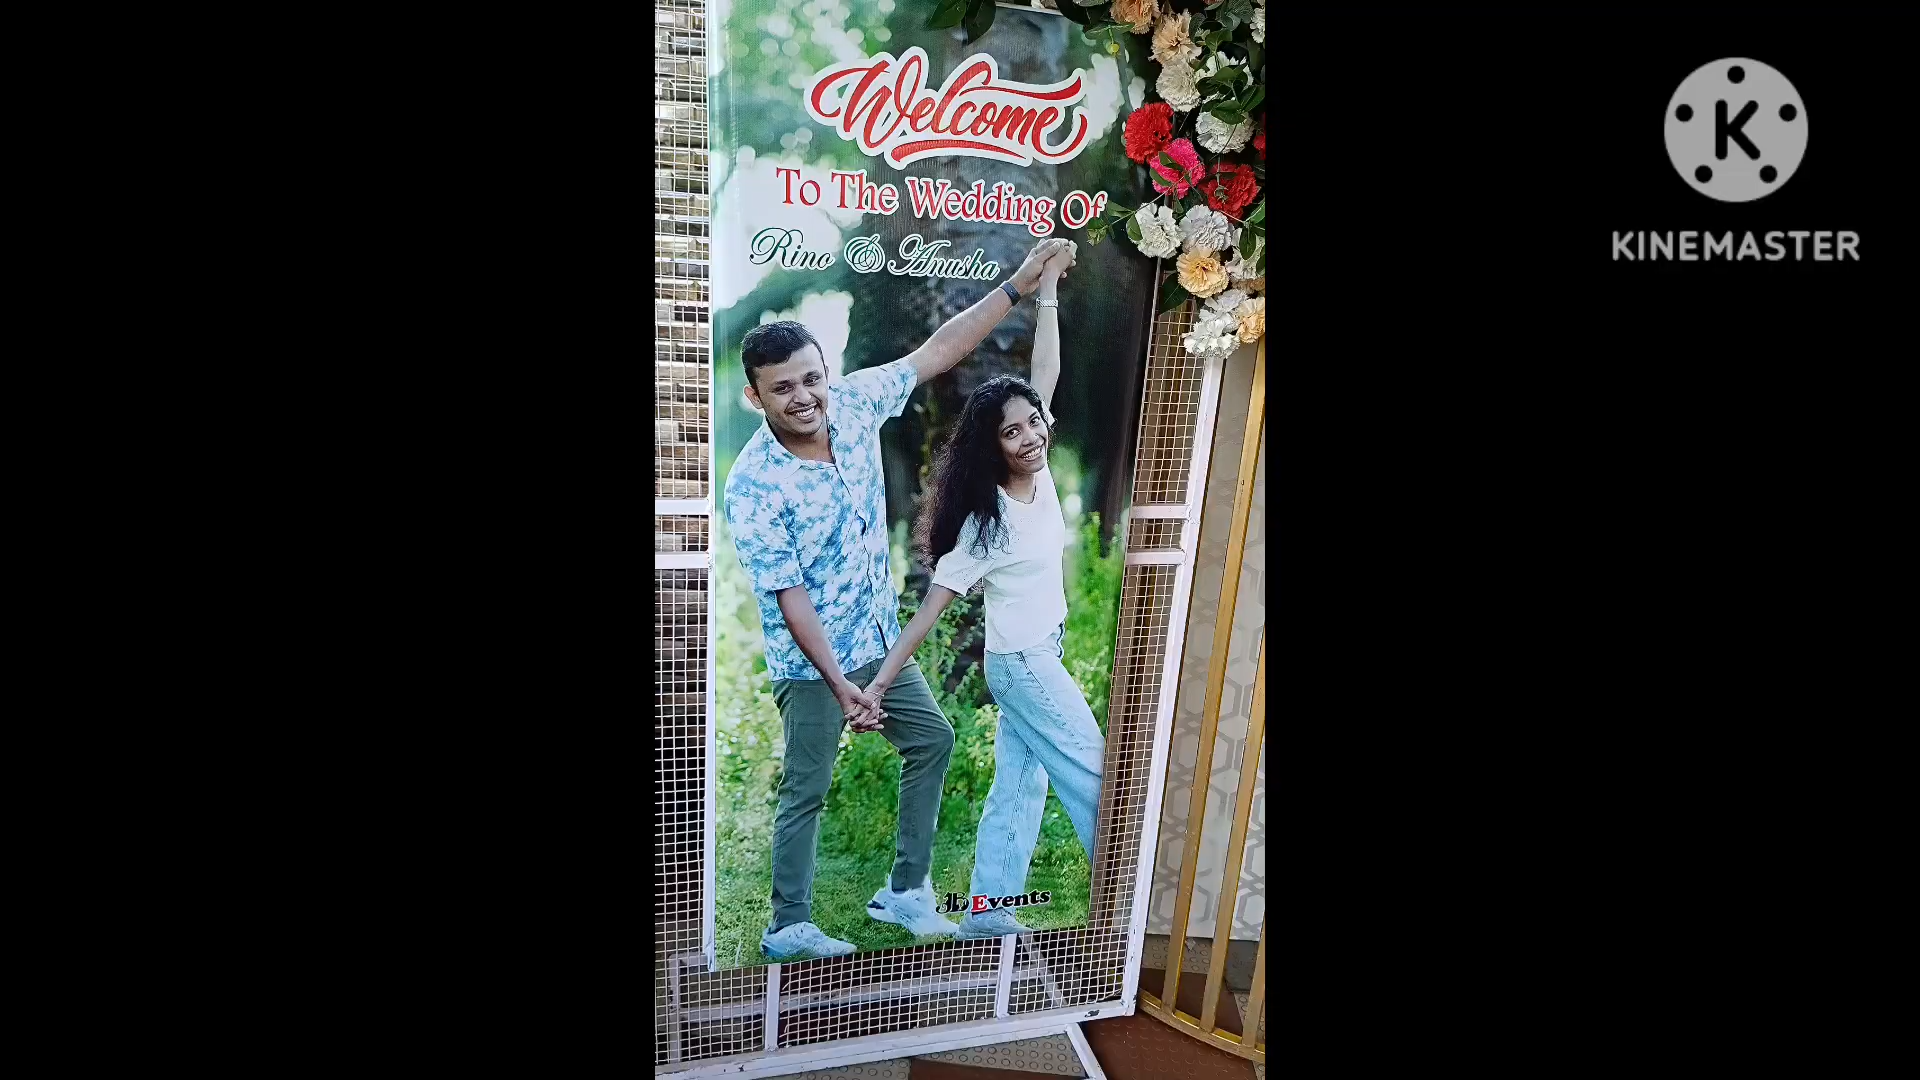 Welcome
To The Wedding Of
Rino & Anusha
Events
K
KINEMASTER